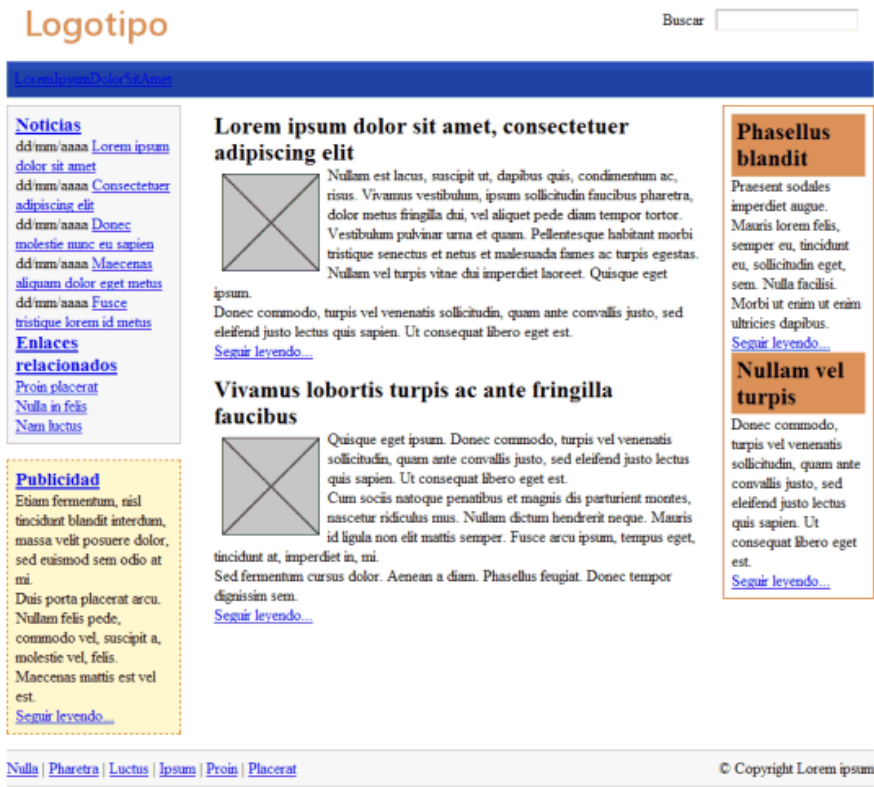 Logotipo
Buscar
LoremIpsumDolorSitAmet
Noticias
dd/mm/aaaa Lorem ipsum
dolor sit amet
dd/mm/aaaa Consectetuer
adipiscing elit
dd/mm/aaaa Donec
molestie nunc eu sapien
dd/mm/aaaa Maecenas
aliquam dolor eget metus
dd/mm/aaaa Fusce
tristique lorem id metus
Enlaces
relacionados
Proin placerat
Nulla in felis
Nam luctus
Publicidad
Etiam fermentum, nisl
tincidunt blandit interdum,
massa velit posuere dolor,
sed euismod sem odio at
mi.
Duis porta placerat arcu.
Nullam felis pede,
commodo vel, suscipit a,
molestie vel, felis.
Maecenas mattis est vel
est.
Seguir leyendo...
Lorem ipsum dolor sit amet, consectetuer
adipiscing elit
Nullam est lacus, suscipit ut, dapibus quis, condimentum ac,
risus. Vivamus vestibulum, ipsum sollicitudin faucibus pharetra,
dolor metus fringilla dui, vel aliquet pede diam tempor tortor.
Vestibulum pulvinar urna et quam. Pellentesque habitant morbi
tristique senectus et netus et malesuada fames ac turpis egestas.
Nullam vel turpis vitae dui imperdiet laoreet. Quisque eget
ipsum.
Donec commodo, turpis vel venenatis sollicitudin, quam ante convallis justo, sed
eleifend justo lectus quis sapien. Ut consequat libero eget est.
Seguir leyendo...
Vivamus lobortis turpis ac ante fringilla
faucibus
Quisque eget ipsum. Donec commodo, turpis vel venenatis
sollicitudin, quam ante convallis justo, sed eleifend justo lectus
quis sapien. Ut consequat libero eget est.
Cum sociis natoque penatibus et magnis dis parturient montes,
nascetur ridiculus mus. Nullam dictum hendrerit neque. Mauris
id ligula non elit mattis semper. Fusce arcu ipsum, tempus eget,
tincidunt at, imperdiet in, mi.
Sed fermentum cursus dolor. Aenean a diam. Phasellus feugiat. Donec tempor
dignissim sem.
Seguir leyendo...
Phasellus
blandit
Praesent sodales
imperdiet augue.
Mauris lorem felis,
semper eu, tincidunt
eu, sollicitudin eget,
sem. Nulla facilisi.
Morbi ut enim ut enim
ultricies dapibus.
Seguir leyendo...
Nullam vel
turpis
Donec commodo,
turpis vel venenatis
sollicitudin, quam ante
convallis justo, sed
eleifend justo lectus
quis sapien. Ut
consequat libero eget
est.
Seguir leyendo...
Nulla | Pharetra | Luctus | Ipsum | Proin | Placerat
© Copyright Lorem ipsum